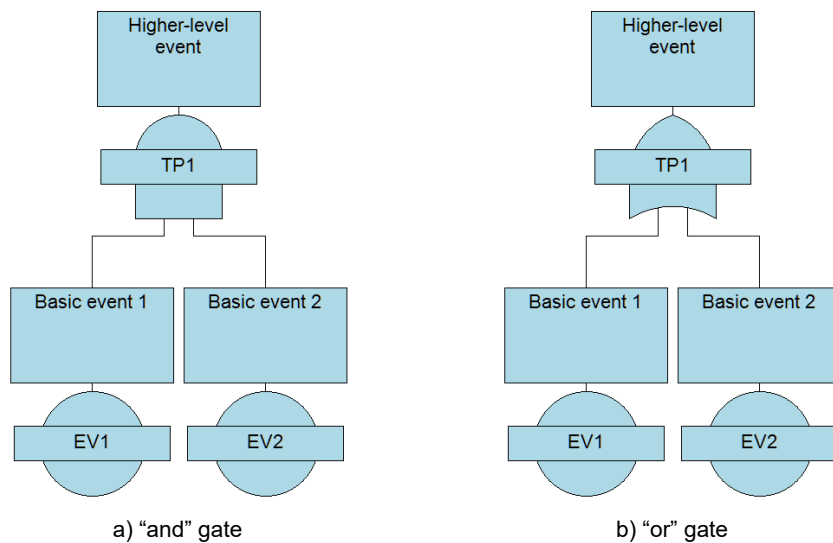 Higher-level
event
TP1
Basic event 1
Basic event 2
EV1
EV2
a) “and” gate
Higher-level
event
TP1
Basic event 1
Basic event 2
EV1
EV2
b) “or” gate